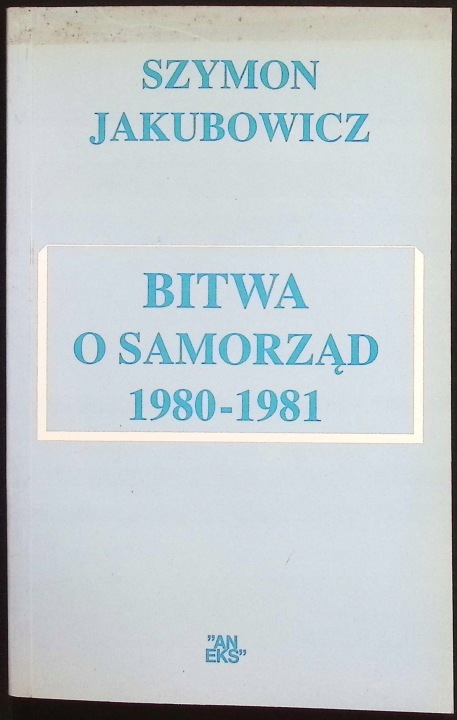 SZYMON
JAKUBOWICZ
BITWA
O SAMORZĄD
1980-1981
"AN
EKS"